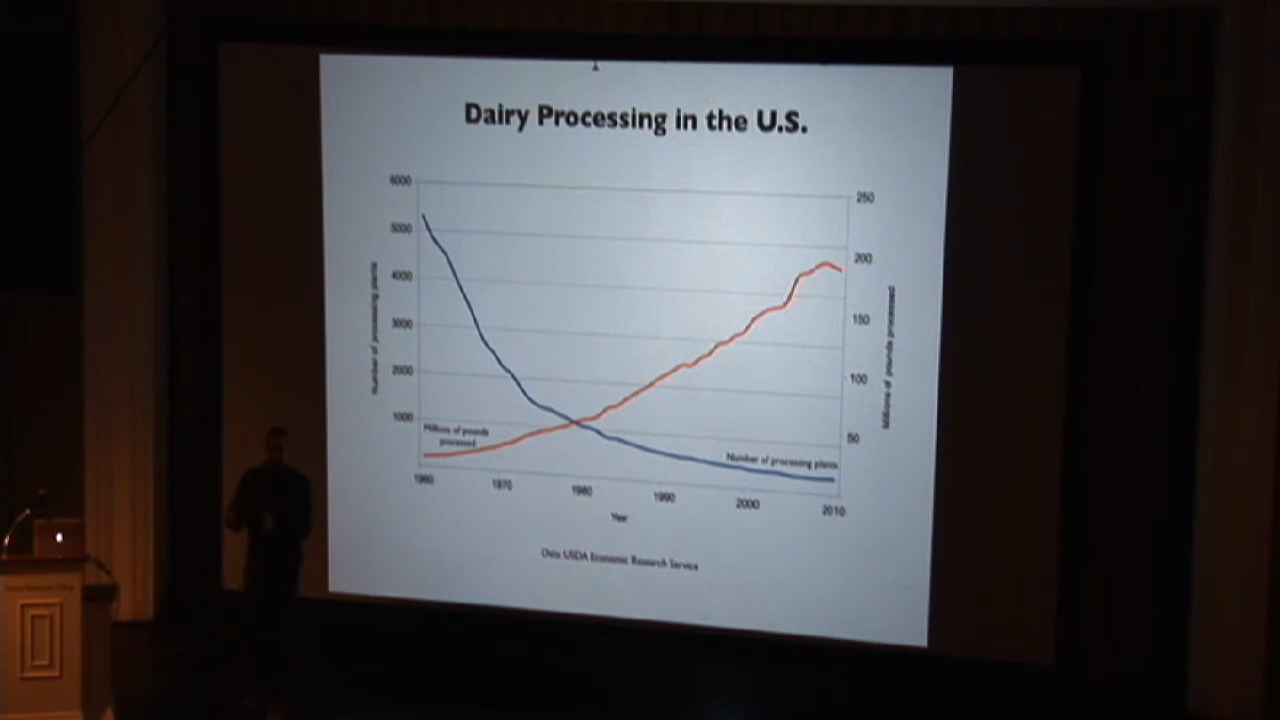 Dairy Processing in the U.S.
6000
5000
4000
3000
2000
1000
Number of processing plants
250
200
150
100
50
Millions of pounds processed
Millions of pounds
processed
Number of processing plants
1960
1970
1980
1990
2000
2010
Year
Data: USDA Economic Research Service